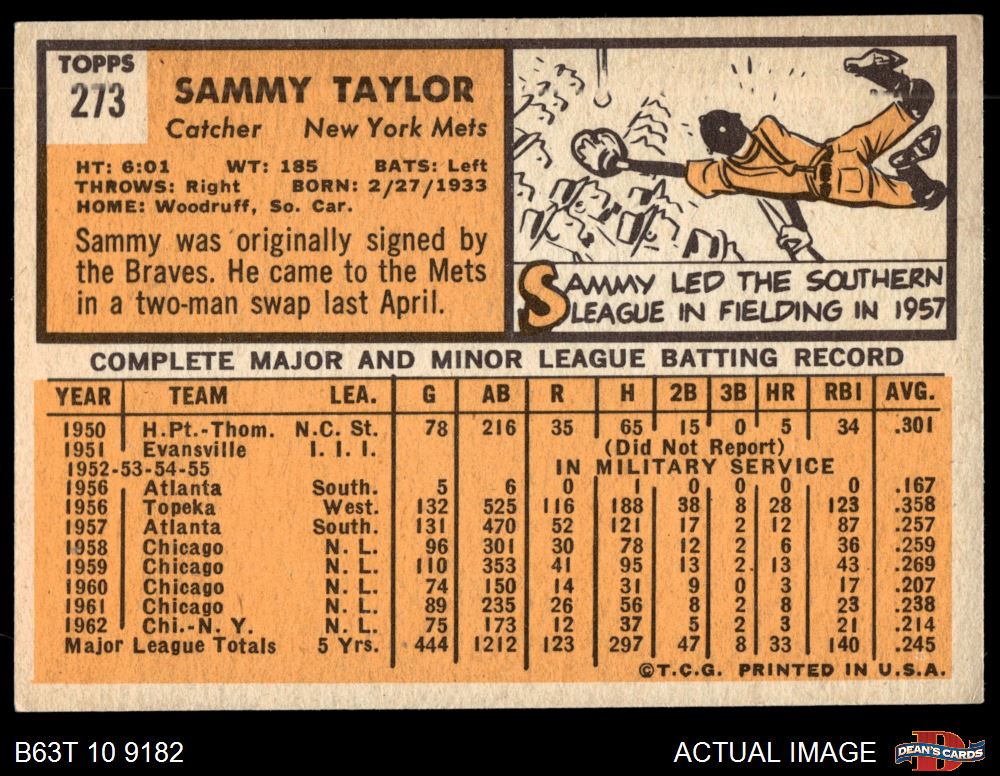 TOPPS
273
SAMMY TAYLOR
Catcher New York Mets
HT: 6:01 WT: 185 BATS: Left
THROWS: Right BORN: 2/27/1933
HOME: Woodruff, So. Car.
Sammy was originally signed by
the Braves. He came to the Mets
in a two-man swap last April.
SAMMY LED THE SOUTHERN
LEAGUE IN FIELDING IN 1957
COMPLETE MAJOR AND MINOR LEAGUE BATTING RECORD
YEAR TEAM LEA. G AB R H 2B 3B HR RBI AVG.
1950 H.Pt.-Thom. N.C. St. 78 216 35 65 15 0 5 34 .301
1951 Evansville I. I. I. (Did Not Report)
1952-53-54-55 IN MILITARY SERVICE
1956 Atlanta South. 5 6 0 1 0 0 0 0 .167
1956 Topeka West. 132 525 116 188 38 8 28 123 .358
1957 Atlanta South. 131 470 52 121 17 2 12 87 .257
1958 Chicago N. L. 96 301 30 78 12 2 6 36 .259
1959 Chicago N. L. 110 353 41 95 13 2 13 43 .269
1960 Chicago N. L. 74 150 14 31 9 0 3 17 .207
1961 Chicago N. L. 89 235 26 56 8 2 8 23 .238
1962 Chi.-N. Y. N. L. 75 173 12 37 5 2 3 21 .214
Major League Totals 5 Yrs. 444 1212 123 297 47 8 33 140 .245
©T.C.G. PRINTED IN U.S.A.
B63T 10 9182 ACTUAL IMAGE DEAN'S CARDS